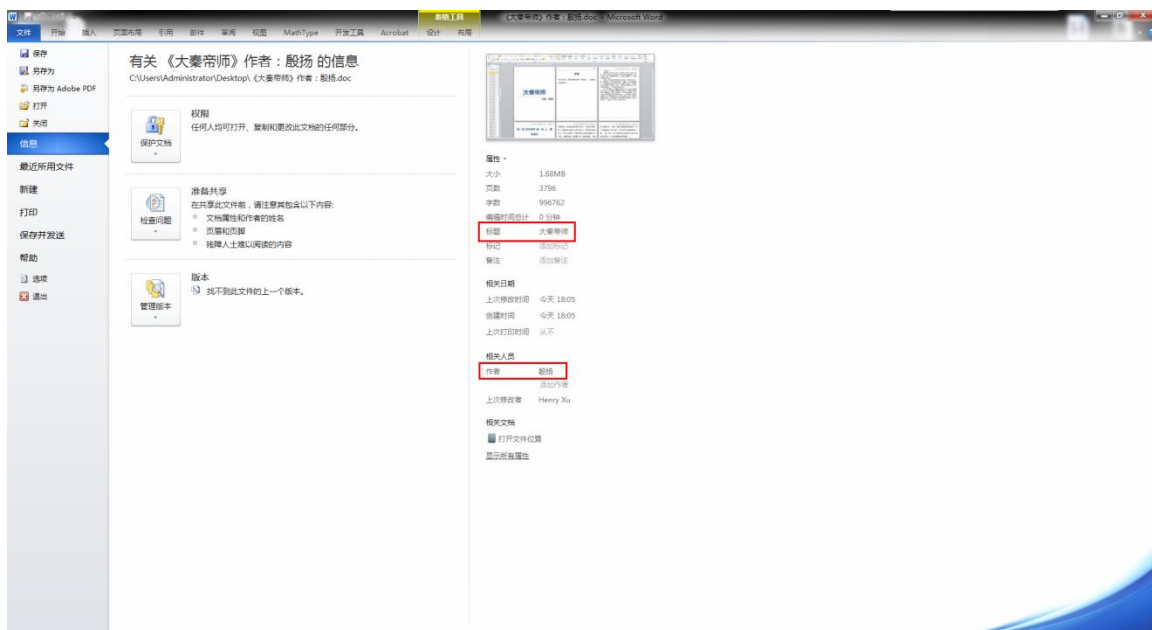 表格工具
《大秦帝师》作者：殷扬.doc - Microsoft Word
文件 开始 插入 页面布局 引用 邮件 审阅 视图 MathType 开发工具 Acrobat 设计 布局
保存
另存为
另存为 Adobe PDF
打开
关闭
信息
最近所用文件
新建
打印
保存并发送
帮助
选项
退出
有关 《大秦帝师》作者：殷扬 的信息
C:\Users\Administrator\Desktop\《大秦帝师》作者：殷扬.doc
保护文档
权限
任何人均可打开、复制和更改此文档的任何部分。
检查问题
准备共享
在共享此文件前，请注意其包含以下内容:
文档属性和作者的姓名
页眉和页脚
残障人士难以阅读的内容
管理版本
版本
找不到此文件的上一个版本。
大秦帝师
属性
大小 1.68MB
页数 3796
字数 996762
编辑时间总计 0 分钟
标题 大秦帝师
标记 添加标记
备注 添加备注
相关日期
上次修改时间 今天 18:05
创建时间 今天 18:05
上次打印时间 从不
相关人员
作者 殷扬
添加作者
上次修改者 Henry Xu
相关文档
打开文件位置
显示所有属性